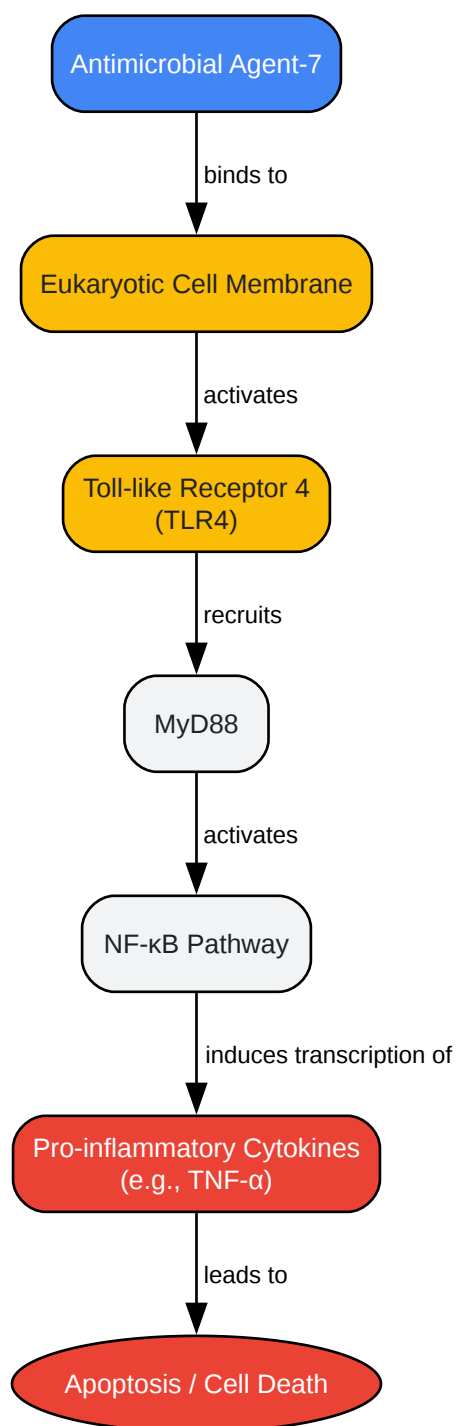 Antimicrobial Agent-7
binds to
Eukaryotic Cell Membrane
activates
Toll-like Receptor 4
(TLR4)
recruits
MyD88
activates
NF-κB Pathway
induces transcription of
Pro-inflammatory Cytokines
(e.g., TNF-α)
leads to
Apoptosis / Cell Death